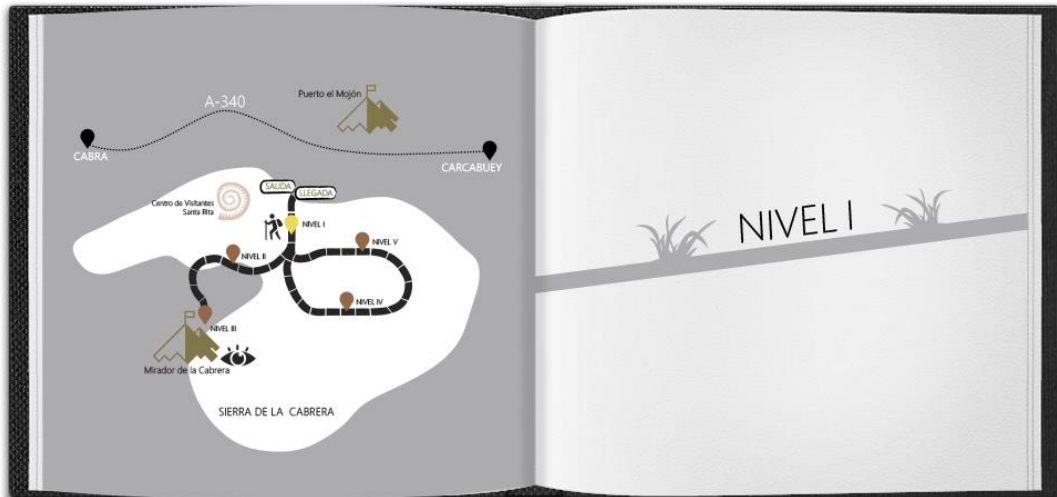 A-340
Puerto el Mojón
CABRA
CARCABUEY
Centro de Visitantes
Santa Rita
SALIDA
LLEGADA
NIVEL I
NIVEL II
NIVEL V
NIVEL IV
NIVEL III
Mirador de la Cabrera
SIERRA DE LA CABRERA
NIVEL I